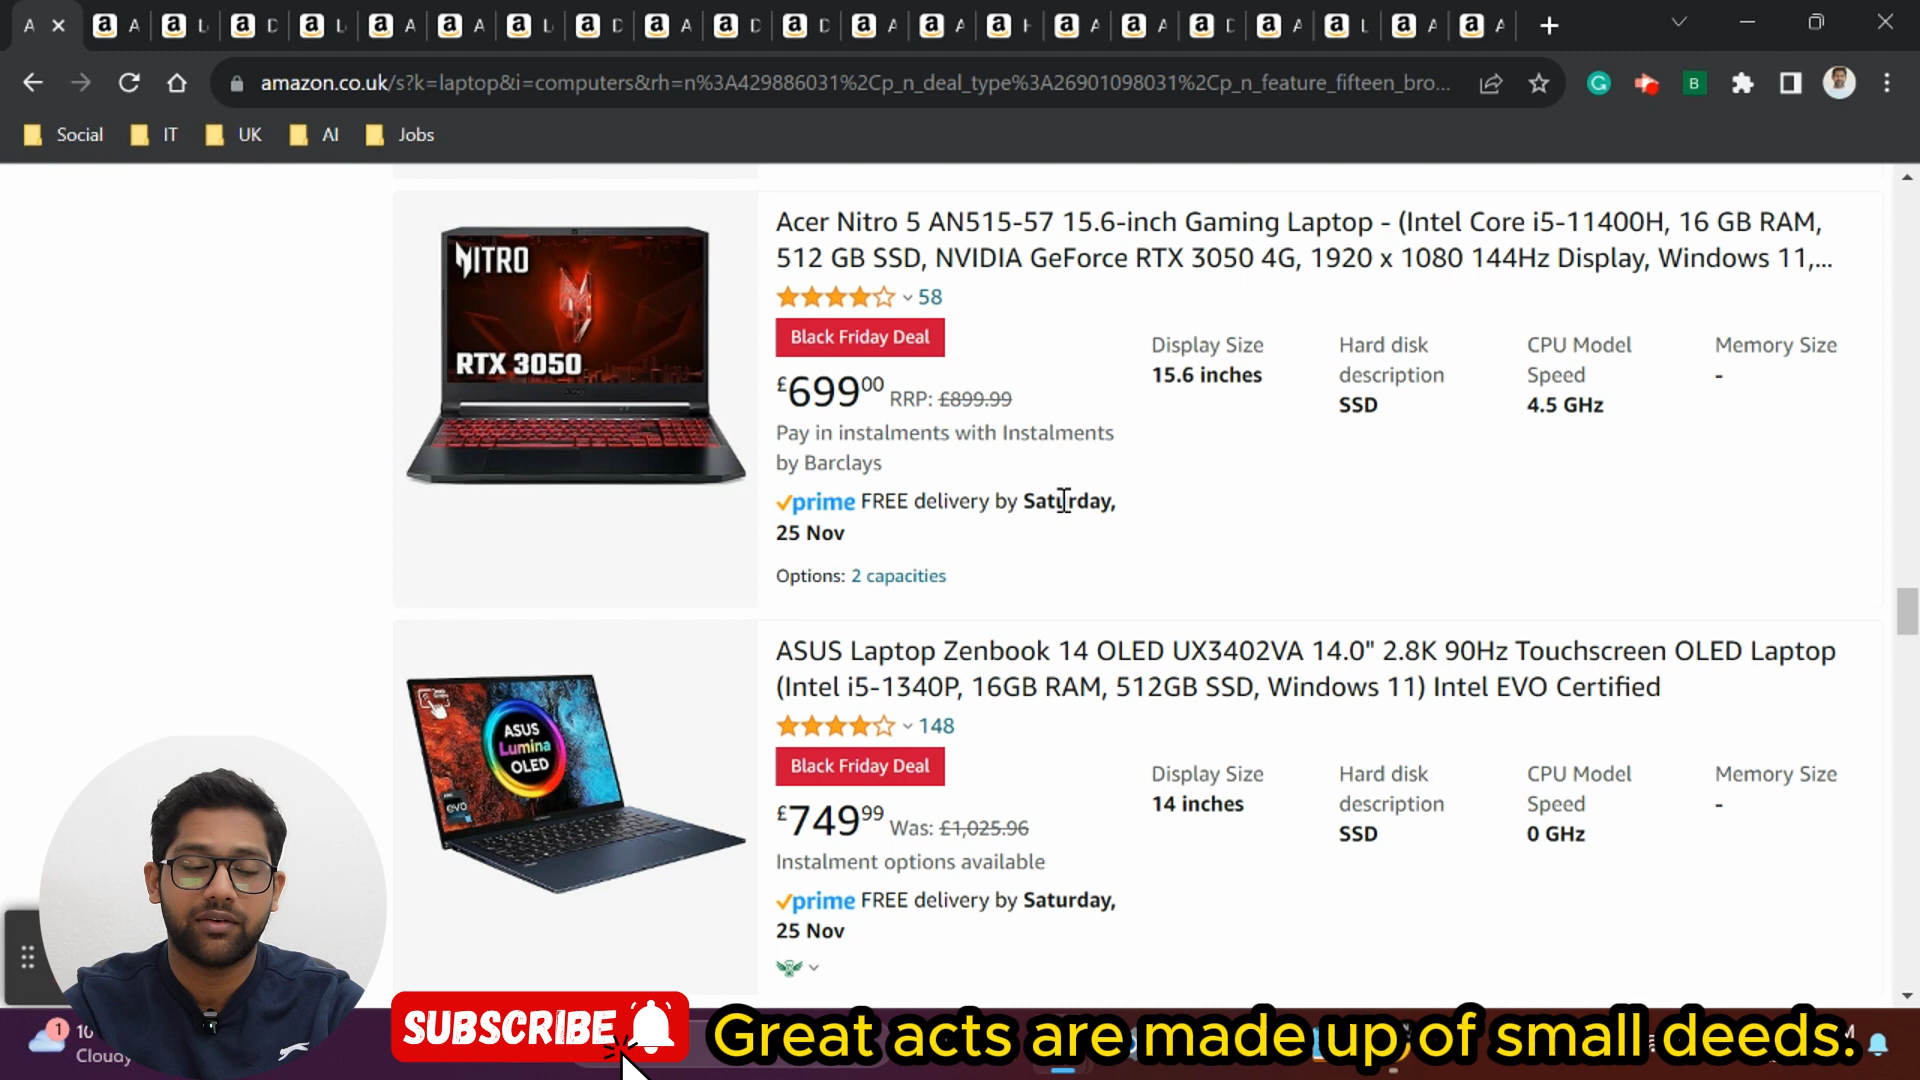 amazon.co.uk/s?k=laptop&i=computers&rh=n%3A429886031%2Cp_n_deal_type%3A26901098031%2Cp_n_feature_fifteen_bro...
Social IT UK AI Jobs
NITRO
RTX 3050
Acer Nitro 5 AN515-57 15.6-inch Gaming Laptop - (Intel Core i5-11400H, 16 GB RAM,
512 GB SSD, NVIDIA GeForce RTX 3050 4G, 1920 x 1080 144Hz Display, Windows 11,...
58
Black Friday Deal
£69900 RRP: £899.99
Pay in instalments with Instalments
by Barclays
prime FREE delivery by Saturday,
25 Nov
Options: 2 capacities
Display Size
15.6 inches
Hard disk
description
SSD
CPU Model
Speed
4.5 GHz
Memory Size
-
ASUS
Lumina
OLED
evo
ASUS Laptop Zenbook 14 OLED UX3402VA 14.0" 2.8K 90Hz Touchscreen OLED Laptop
(Intel i5-1340P, 16GB RAM, 512GB SSD, Windows 11) Intel EVO Certified
148
Black Friday Deal
£74999 Was: £1,025.96
Instalment options available
prime FREE delivery by Saturday,
25 Nov
Display Size
14 inches
Hard disk
description
SSD
CPU Model
Speed
0 GHz
Memory Size
-
1
Cloudy
SUBSCRIBE
Great acts are made up of small deeds.